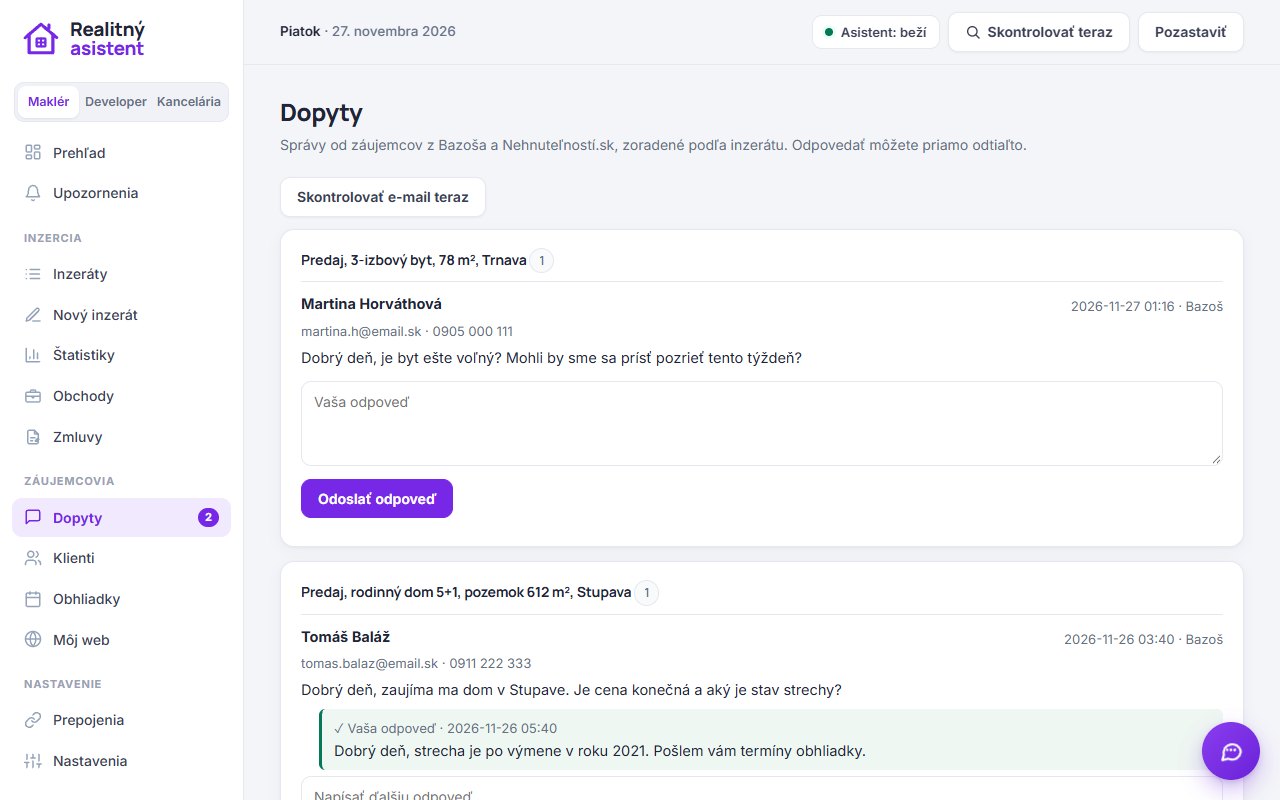 Realitný
asistent
Maklér Developer Kancelária
Prehľad
Upozornenia
INZERCIA
Inzeráty
Nový inzerát
Štatistiky
Obchody
Zmluvy
ZÁUJEMCOVIA
Dopyty 2
Klienti
Obhliadky
Môj web
NASTAVENIE
Prepojenia
Nastavenia
Piatok · 27. novembra 2026
Asistent: beží
Skontrolovať teraz
Pozastaviť
Dopyty
Správy od záujemcov z Bazoša a Nehnuteľností.sk, zoradené podľa inzerátu. Odpovedať môžete priamo odtiaľto.
Skontrolovať e-mail teraz
Predaj, 3-izbový byt, 78 m², Trnava 1
Martina Horváthová
2026-11-27 01:16 · Bazoš
martina.h@email.sk · 0905 000 111
Dobrý deň, je byt ešte voľný? Mohli by sme sa prísť pozrieť tento týždeň?
Vaša odpoveď
Odoslať odpoveď
Predaj, rodinný dom 5+1, pozemok 612 m², Stupava 1
Tomáš Baláž
2026-11-26 03:40 · Bazoš
tomas.balaz@email.sk · 0911 222 333
Dobrý deň, zaujíma ma dom v Stupave. Je cena konečná a aký je stav strechy?
✓ Vaša odpoveď · 2026-11-26 05:40
Dobrý deň, strecha je po výmene v roku 2021. Pošlem vám termíny obhliadky.
Napísať ďalšiu odpoveď